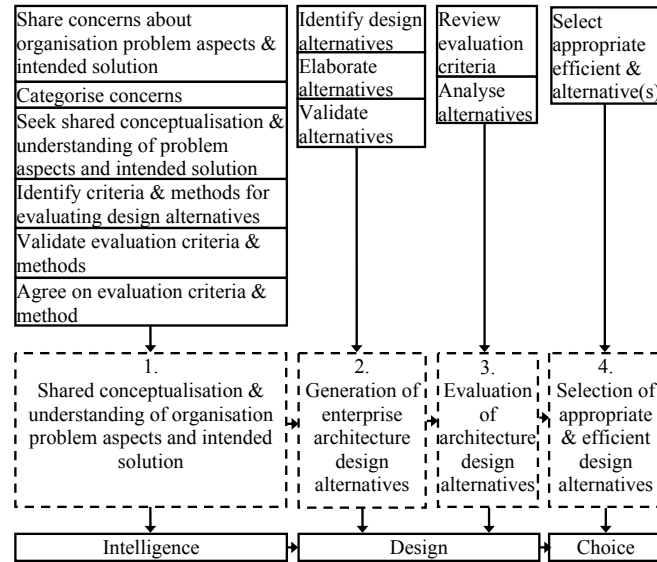 Share concerns about
organisation problem aspects &
intended solution
Categorise concerns
Seek shared conceptualisation &
understanding of problem
aspects and intended solution
Identify criteria & methods for
evaluating design alternatives
Validate evaluation criteria &
methods
Agree on evaluation criteria &
method
Identify design
alternatives
Elaborate
alternatives
Validate
alternatives
Review
evaluation
criteria
Analyse
alternatives
Select
appropriate
efficient &
alternative(s)
1.
Shared conceptualisation &
understanding of organisation
problem aspects and intended
solution
2.
Generation of
enterprise
architecture
design
alternatives
3.
Evaluation
of
architecture
design
alternatives
4.
Selection of
appropriate
& efficient
design
alternatives
Intelligence
Design
Choice